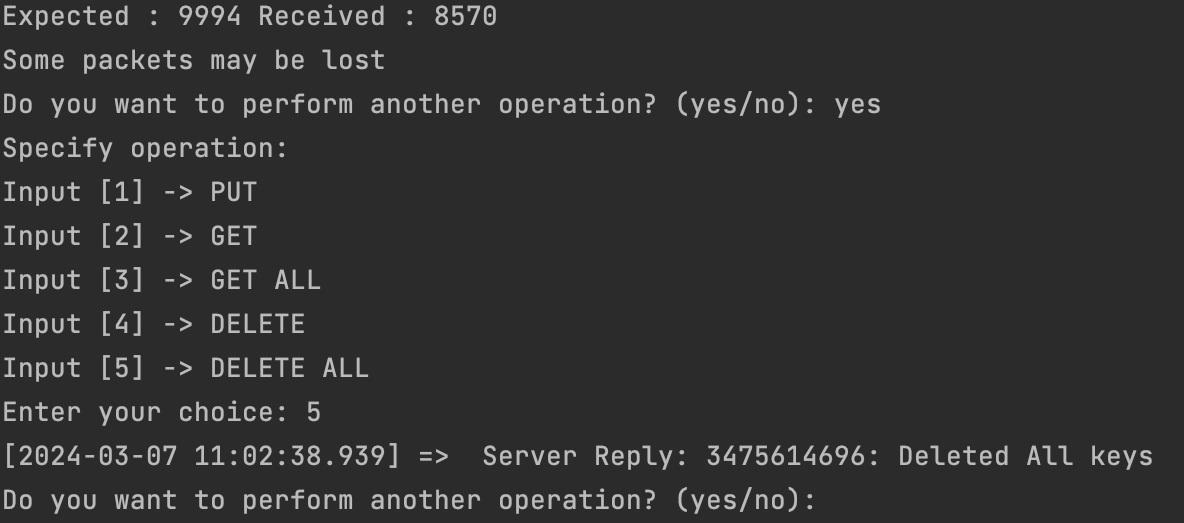 Expected : 9994 Received : 8570
Some packets may be lost
Do you want to perform another operation? (yes/no): yes
Specify operation:
Input [1] -> PUT
Input [2] -> GET
Input [3] -> GET ALL
Input [4] -> DELETE
Input [5] -> DELETE ALL
Enter your choice: 5
[2024-03-07 11:02:38.939] =>  Server Reply: 3475614696: Deleted All keys
Do you want to perform another operation? (yes/no):